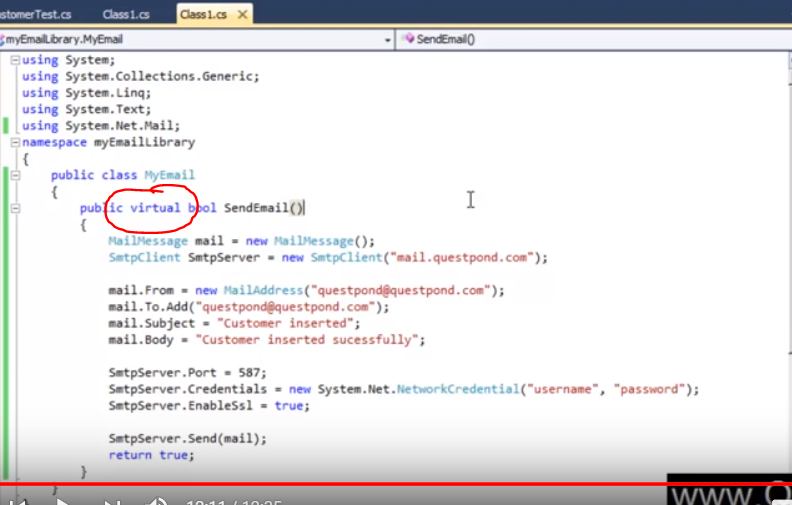 stomerTest.cs Class1.cs Class1.cs
myEmailLibrary.MyEmail SendEmail()
using System;
using System.Collections.Generic;
using System.Linq;
using System.Text;
using System.Net.Mail;
namespace myEmailLibrary
{
public class MyEmail
{
public virtual bool SendEmail()
{
MailMessage mail = new MailMessage();
SmtpClient SmtpServer = new SmtpClient("mail.questpond.com");
mail.From = new MailAddress("questpond@questpond.com");
mail.To.Add("questpond@questpond.com");
mail.Subject = "Customer inserted";
mail.Body = "Customer inserted sucessfully";
SmtpServer.Port = 587;
SmtpServer.Credentials = new System.Net.NetworkCredential("username", "password");
SmtpServer.EnableSsl = true;
SmtpServer.Send(mail);
return true;
}
}
www.